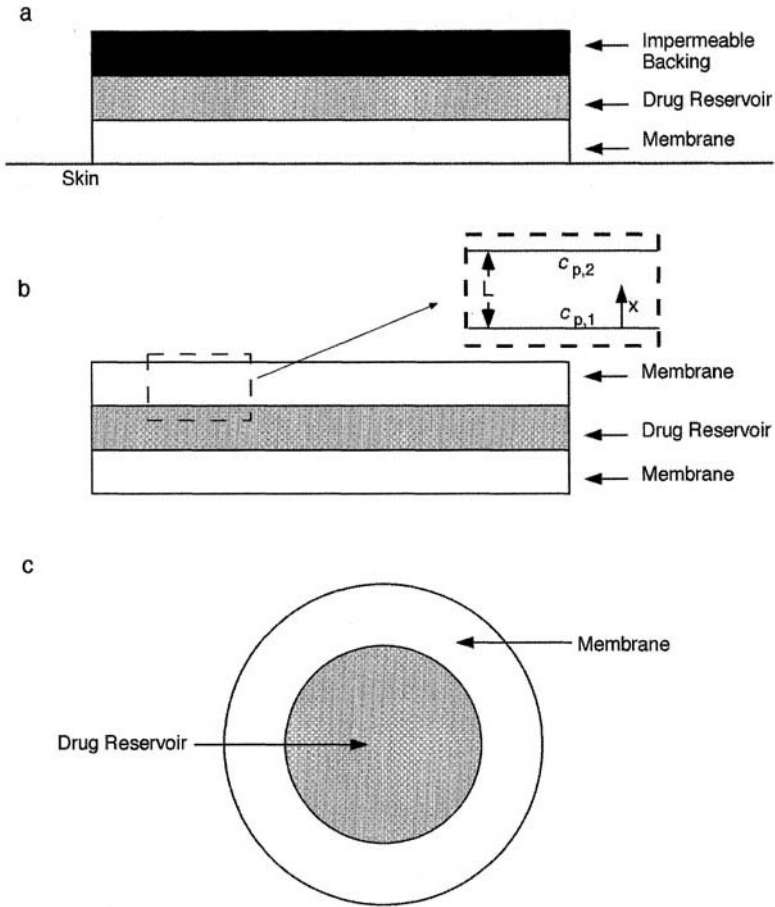 a
Impermeable
Backing
Drug Reservoir
Membrane
Skin
b
c p,2
L
c p,1
x
Membrane
Drug Reservoir
Membrane
c
Membrane
Drug Reservoir